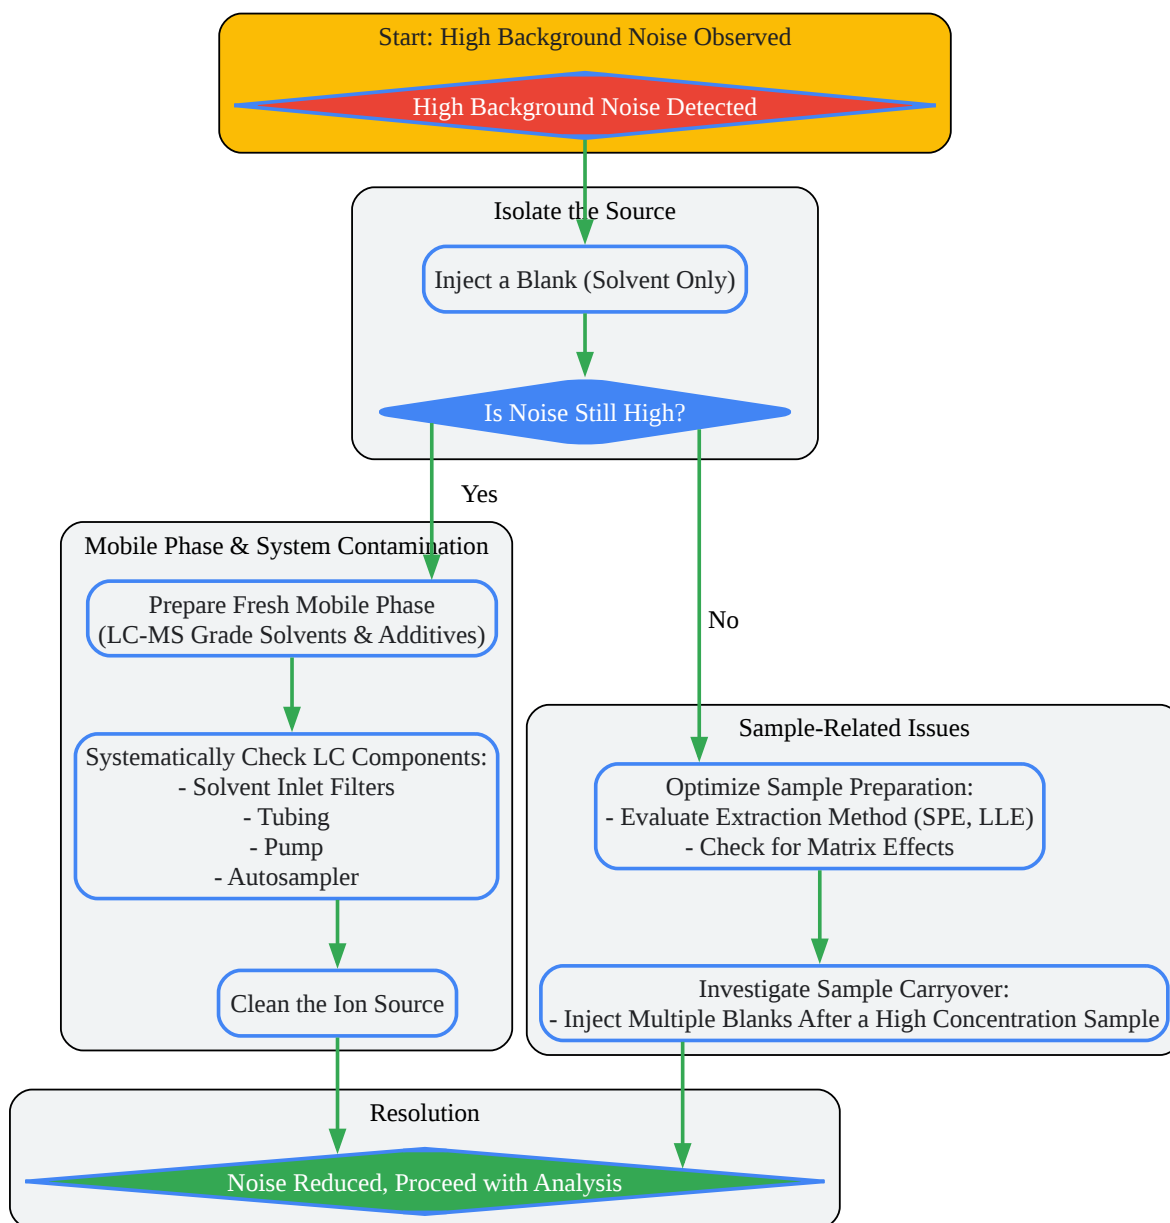 Start: High Background Noise Observed
High Background Noise Detected
Isolate the Source
Inject a Blank (Solvent Only)
Is Noise Still High?
Yes
Mobile Phase & System Contamination
Prepare Fresh Mobile Phase
(LC-MS Grade Solvents & Additives)
No
Systematically Check LC Components:
- Solvent Inlet Filters
- Tubing
- Pump
- Autosampler
Clean the Ion Source
Sample-Related Issues
Optimize Sample Preparation:
- Evaluate Extraction Method (SPE, LLE)
- Check for Matrix Effects
Investigate Sample Carryover:
- Inject Multiple Blanks After a High Concentration Sample
Resolution
Noise Reduced, Proceed with Analysis